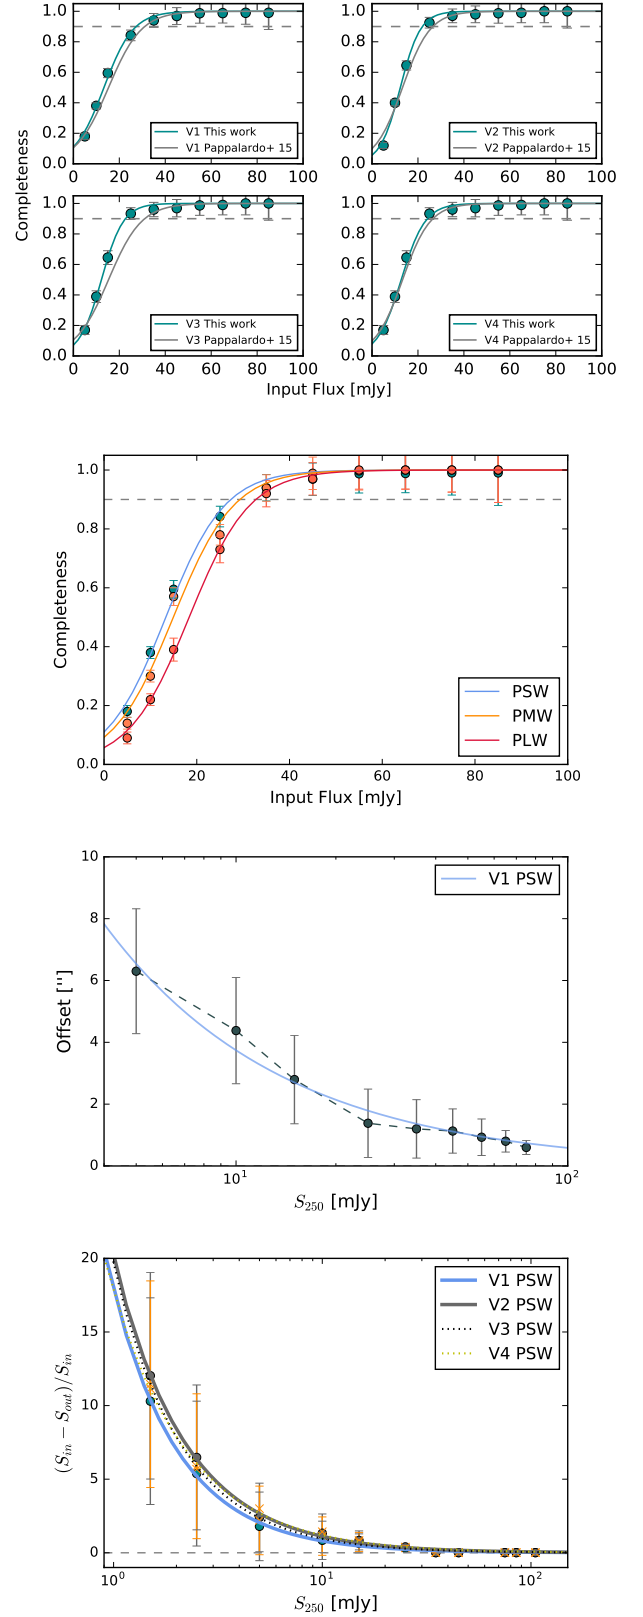 1.0
0.8
0.6
0.4
0.2
0.0
0 20 40 60 80 100
V1 This work
V1 Pappalardo+ 15
1.0
0.8
0.6
0.4
0.2
0.0
0 20 40 60 80 100
V2 This work
V2 Pappalardo+ 15
Completeness
1.0
0.8
0.6
0.4
0.2
0.0
0 20 40 60 80 100
V3 This work
V3 Pappalardo+ 15
1.0
0.8
0.6
0.4
0.2
0.0
0 20 40 60 80 100
V4 This work
V4 Pappalardo+ 15
Input Flux [mJy]
Completeness
1.0
0.8
0.6
0.4
0.2
0.0
PSW
PMW
PLW
0 20 40 60 80 100
Input Flux [mJy]
Offset ["]
10
8
6
4
2
0
V1 PSW
10¹ 10²
S₂₅₀ [mJy]
(S_in − S_out)/S_in
20
15
10
5
0
V1 PSW
V2 PSW
V3 PSW
V4 PSW
10⁰ 10¹ 10²
S₂₅₀ [mJy]